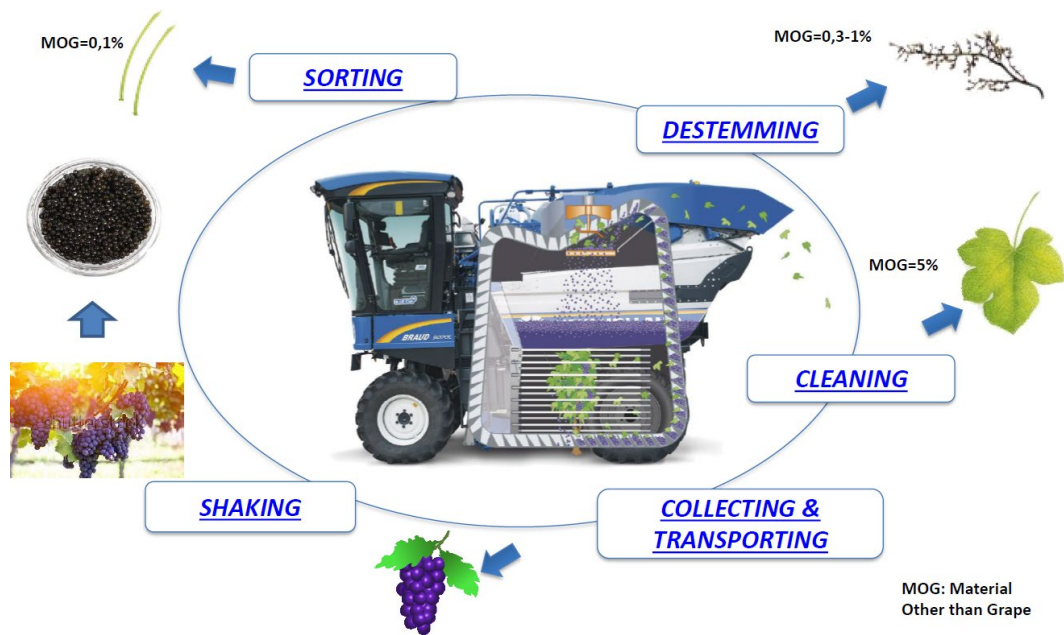 MOG=0,1%
SORTING
MOG=0,3-1%
DESTEMMING
MOG=5%
CLEANING
BRAUD
SHAKING
COLLECTING &
TRANSPORTING
MOG: Material
Other than Grape